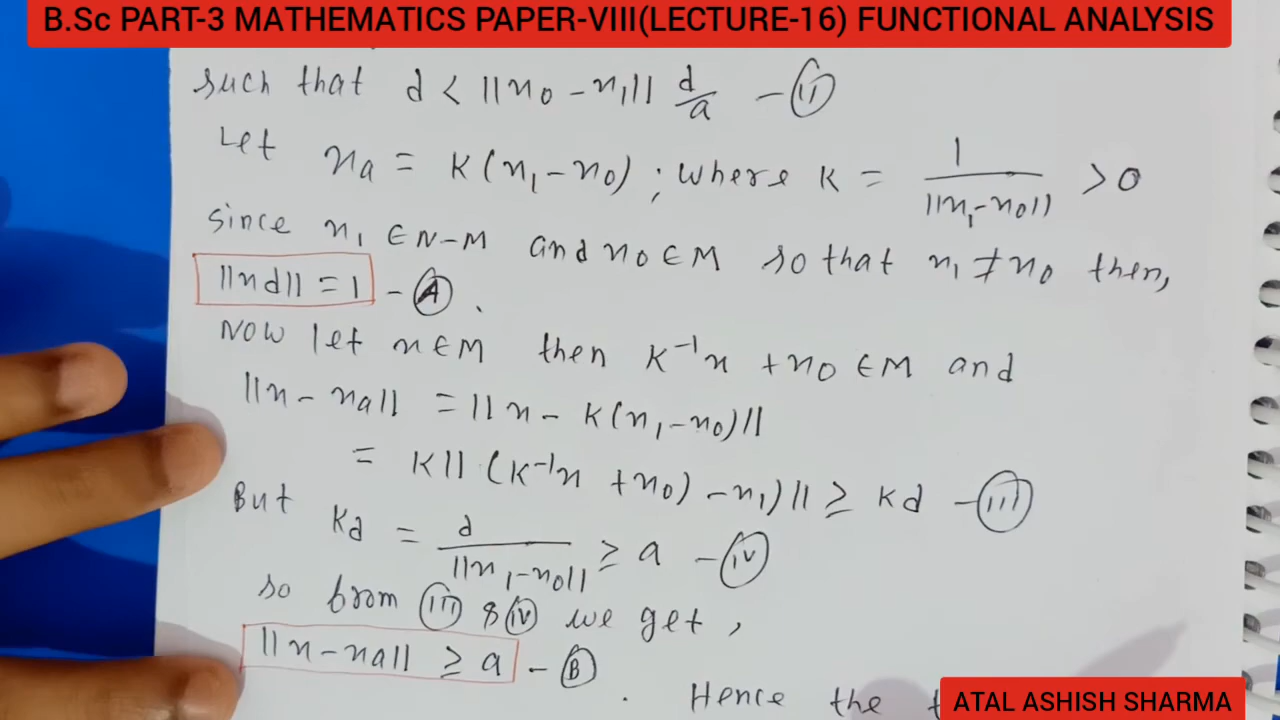 B.Sc PART-3 MATHEMATICS PAPER-VIII(LECTURE-16) FUNCTIONAL ANALYSIS
such that d < ||x0 - x1|| d/a - (ii)
Let xa = K(x1 - x0) ; where K = 1/||x1-x0|| > 0
since x1 ∈ N-M and x0 ∈ M so that x1 ≠ x0 then,
||xd|| = 1 - (A) .
NOW let x ∈ M then K⁻¹x + x0 ∈ M and
||x - xa|| = ||x - K(x1 - x0)||
= K||(K⁻¹x + x0) - x1)|| ≥ Kd - (iii)
But Kd = d/||x1-x0|| ≥ a - (iv)
so from (iii) & (iv) we get ,
||x - xa|| ≥ a - (B) . Hence the
ATAL ASHISH SHARMA